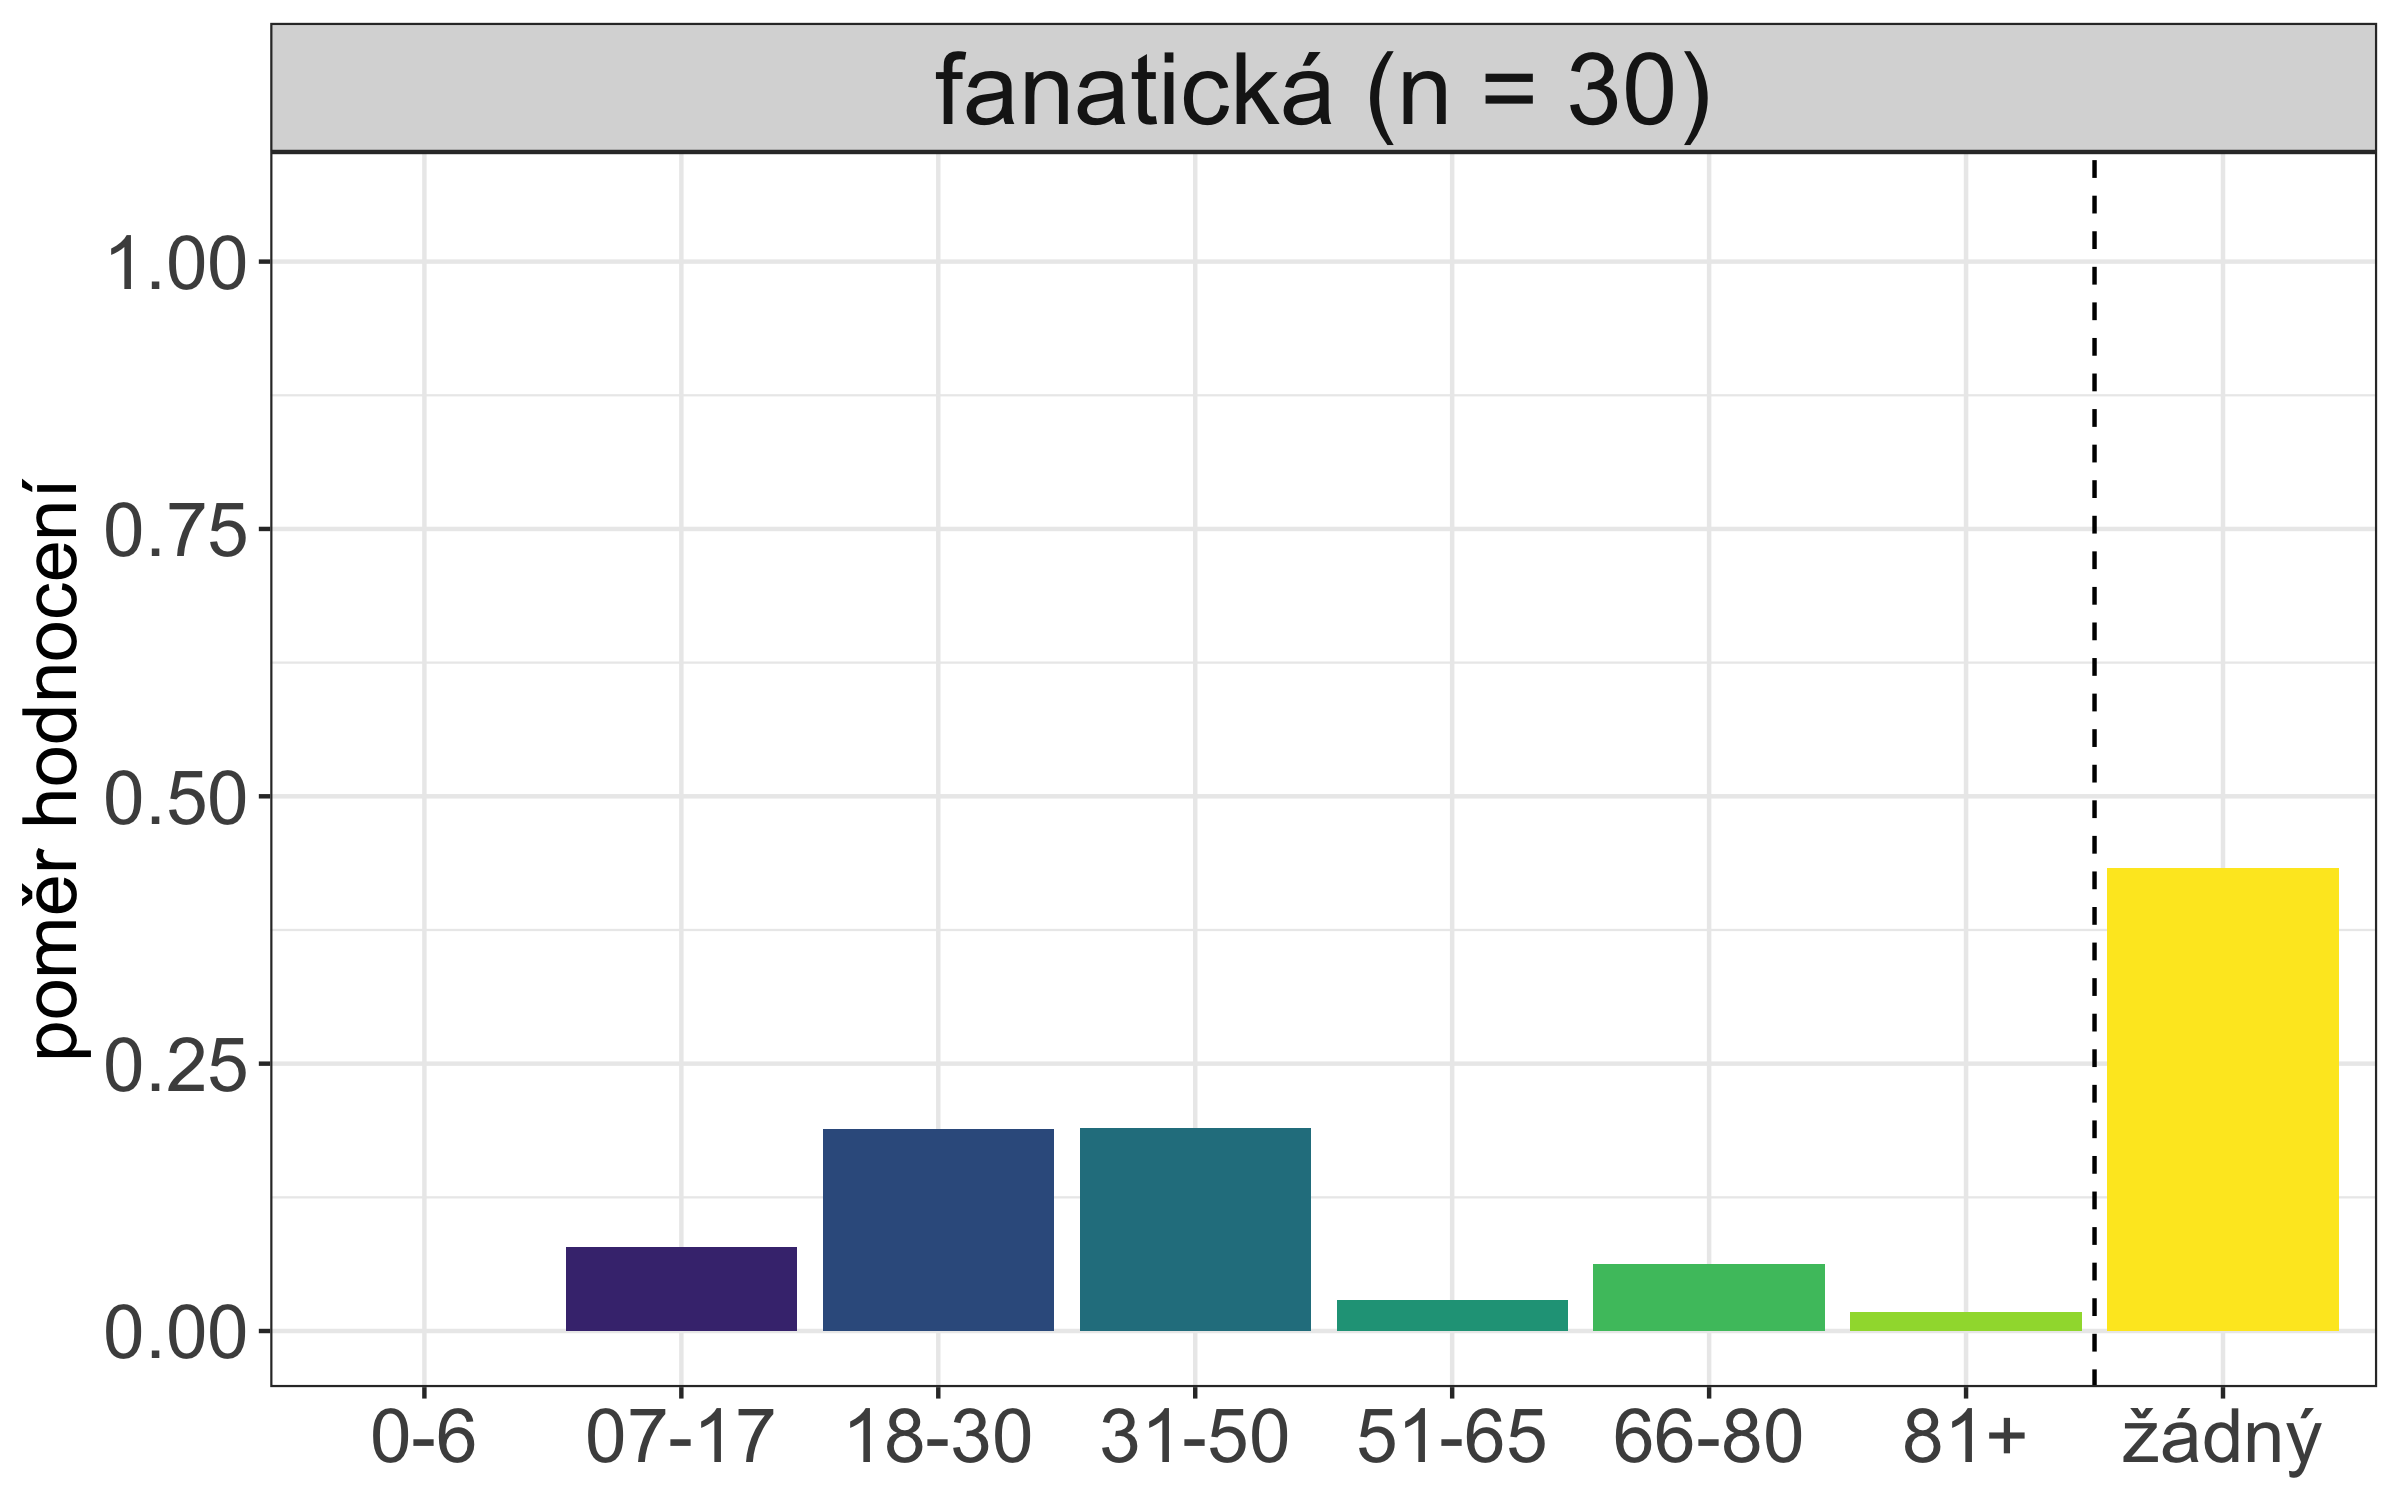 fanatická (n = 30)
poměr hodnocení
1.00
0.75
0.50
0.25
0.00
0-6 07-17 18-30 31-50 51-65 66-80 81+ žádný